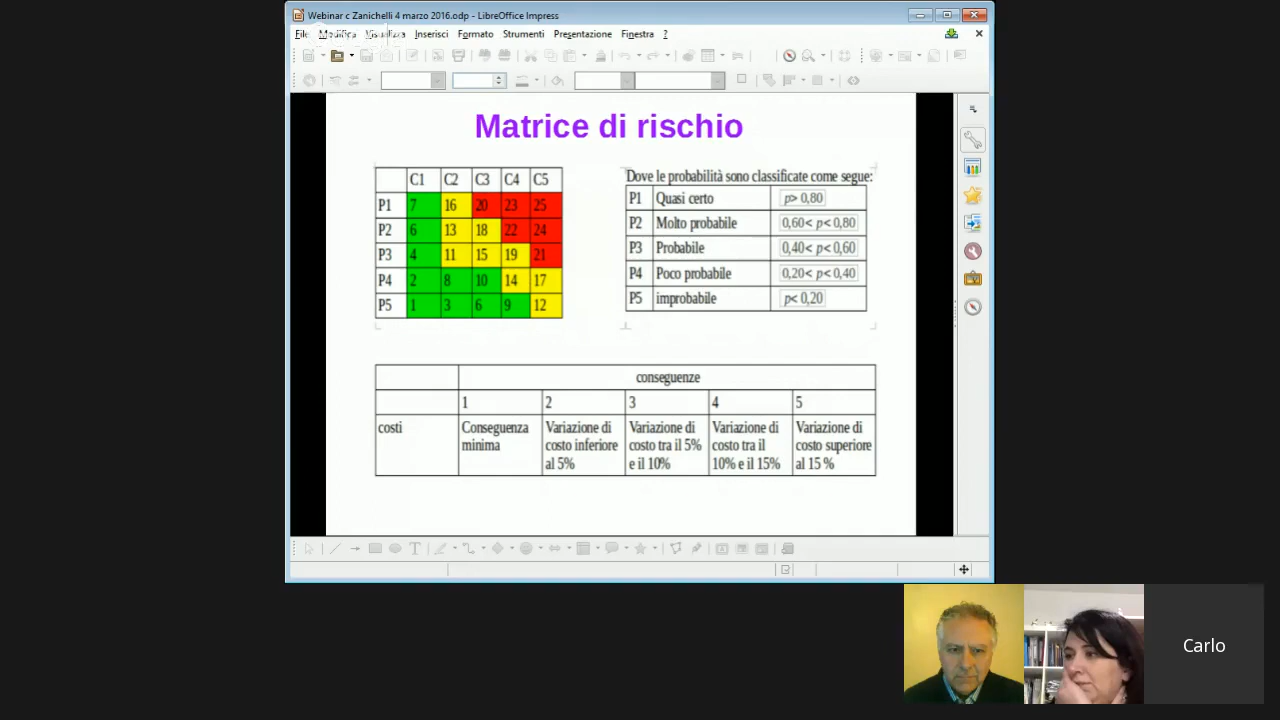 Webinar c Zanichelli 4 marzo 2016.odp - LibreOffice Impress
File Modifica Visualizza Inserisci Formato Strumenti Presentazione Finestra ?
Matrice di rischio
C1 C2 C3 C4 C5
P1 7 16 20 23 25
P2 6 13 18 22 24
P3 4 11 15 19 21
P4 2 8 10 14 17
P5 1 3 6 9 12
Dove le probabilità sono classificate come segue:
P1 Quasi certo p> 0,80
P2 Molto probabile 0,60< p< 0,80
P3 Probabile 0,40< p< 0,60
P4 Poco probabile 0,20< p< 0,40
P5 improbabile p< 0,20
conseguenze
1 2 3 4 5
costi Conseguenza Variazione di Variazione di Variazione di Variazione di
minima costo inferiore costo tra il 5% costo tra il costo superiore
al 5% e il 10% 10% e il 15% al 15 %
Carlo